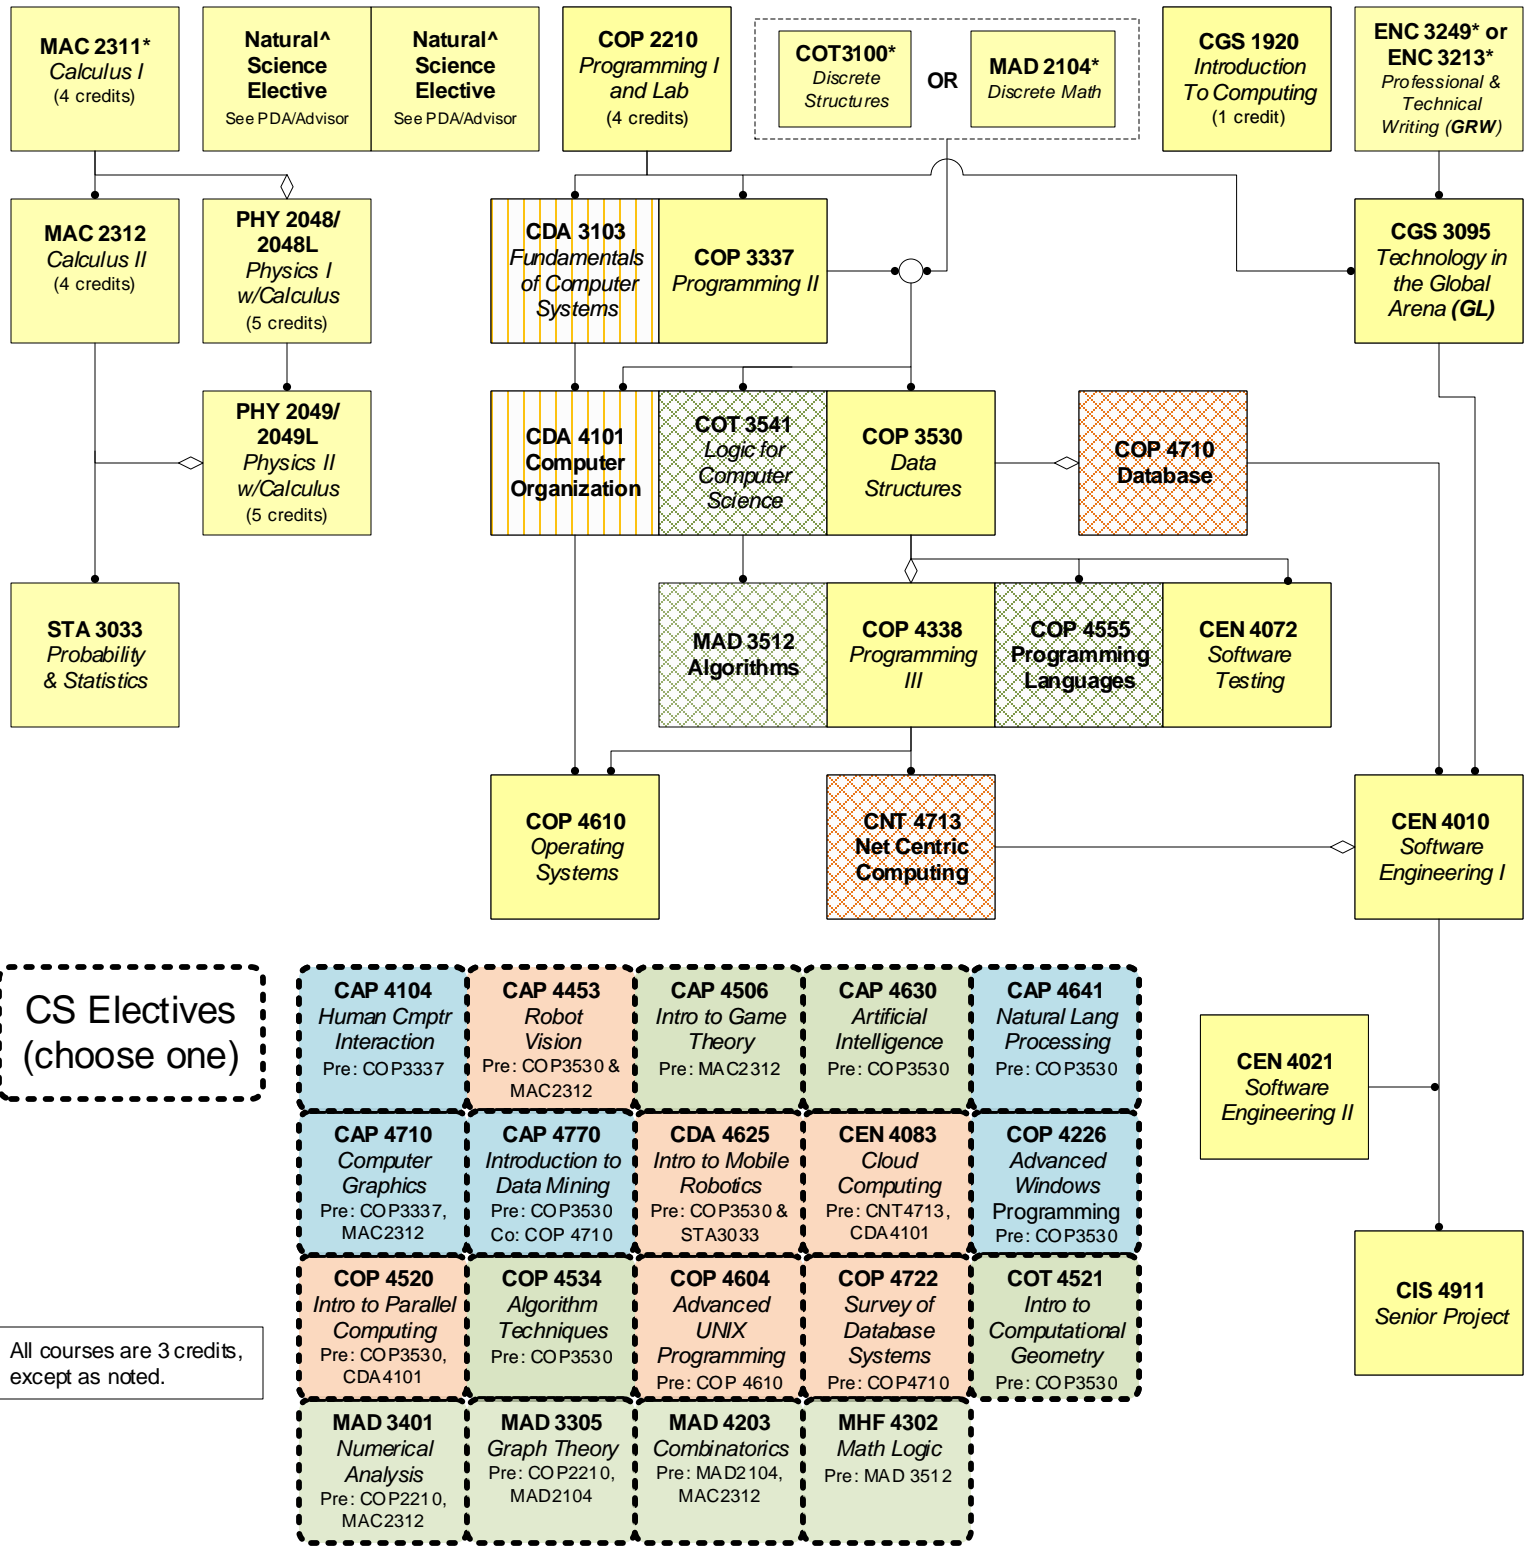 MAC 2311*
Calculus I
(4 credits)
Natural^
Science
Elective
See PDA/Advisor
Natural^
Science
Elective
See PDA/Advisor
COP 2210
Programming I
and Lab
(4 credits)
COT3100*
Discrete
Structures
OR
MAD 2104*
Discrete Math
CGS 1920
Introduction
To Computing
(1 credit)
ENC 3249* or
ENC 3213*
Professional &
Technical
Writing (GRW)
MAC 2312
Calculus II
(4 credits)
PHY 2048/
2048L
Physics I
w/Calculus
(5 credits)
CDA 3103
Fundamentals
of Computer
Systems
COP 3337
Programming II
CGS 3095
Technology in
the Global
Arena (GL)
PHY 2049/
2049L
Physics II
w/Calculus
(5 credits)
CDA 4101
Computer
Organization
COT 3541
Logic for
Computer
Science
COP 3530
Data
Structures
COP 4710
Database
STA 3033
Probability
& Statistics
MAD 3512
Algorithms
COP 4338
Programming
III
COP 4555
Programming
Languages
CEN 4072
Software
Testing
COP 4610
Operating
Systems
CNT 4713
Net Centric
Computing
CEN 4010
Software
Engineering I
CS Electives
(choose one)
CAP 4104
Human Cmptr
Interaction
Pre: COP3337
CAP 4453
Robot
Vision
Pre: COP3530 &
MAC2312
CAP 4506
Intro to Game
Theory
Pre: MAC2312
CAP 4630
Artificial
Intelligence
Pre: COP3530
CAP 4641
Natural Lang
Processing
Pre: COP3530
CEN 4021
Software
Engineering II
CAP 4710
Computer
Graphics
Pre: COP3337,
MAC2312
CAP 4770
Introduction to
Data Mining
Pre: COP3530
Co: COP 4710
CDA 4625
Intro to Mobile
Robotics
Pre: COP3530 &
STA3033
CEN 4083
Cloud
Computing
Pre: CNT4713,
CDA4101
COP 4226
Advanced
Windows
Programming
Pre: COP3530
COP 4520
Intro to Parallel
Computing
Pre: COP3530,
CDA4101
COP 4534
Algorithm
Techniques
Pre: COP3530
COP 4604
Advanced
UNIX
Programming
Pre: COP 4610
COP 4722
Survey of
Database
Systems
Pre: COP4710
COT 4521
Intro to
Computational
Geometry
Pre: COP3530
CIS 4911
Senior Project
All courses are 3 credits,
except as noted.
MAD 3401
Numerical
Analysis
Pre: COP2210,
MAC2312
MAD 3305
Graph Theory
Pre: COP2210,
MAD2104
MAD 4203
Combinatorics
Pre: MAD2104,
MAC2312
MHF 4302
Math Logic
Pre: MAD 3512